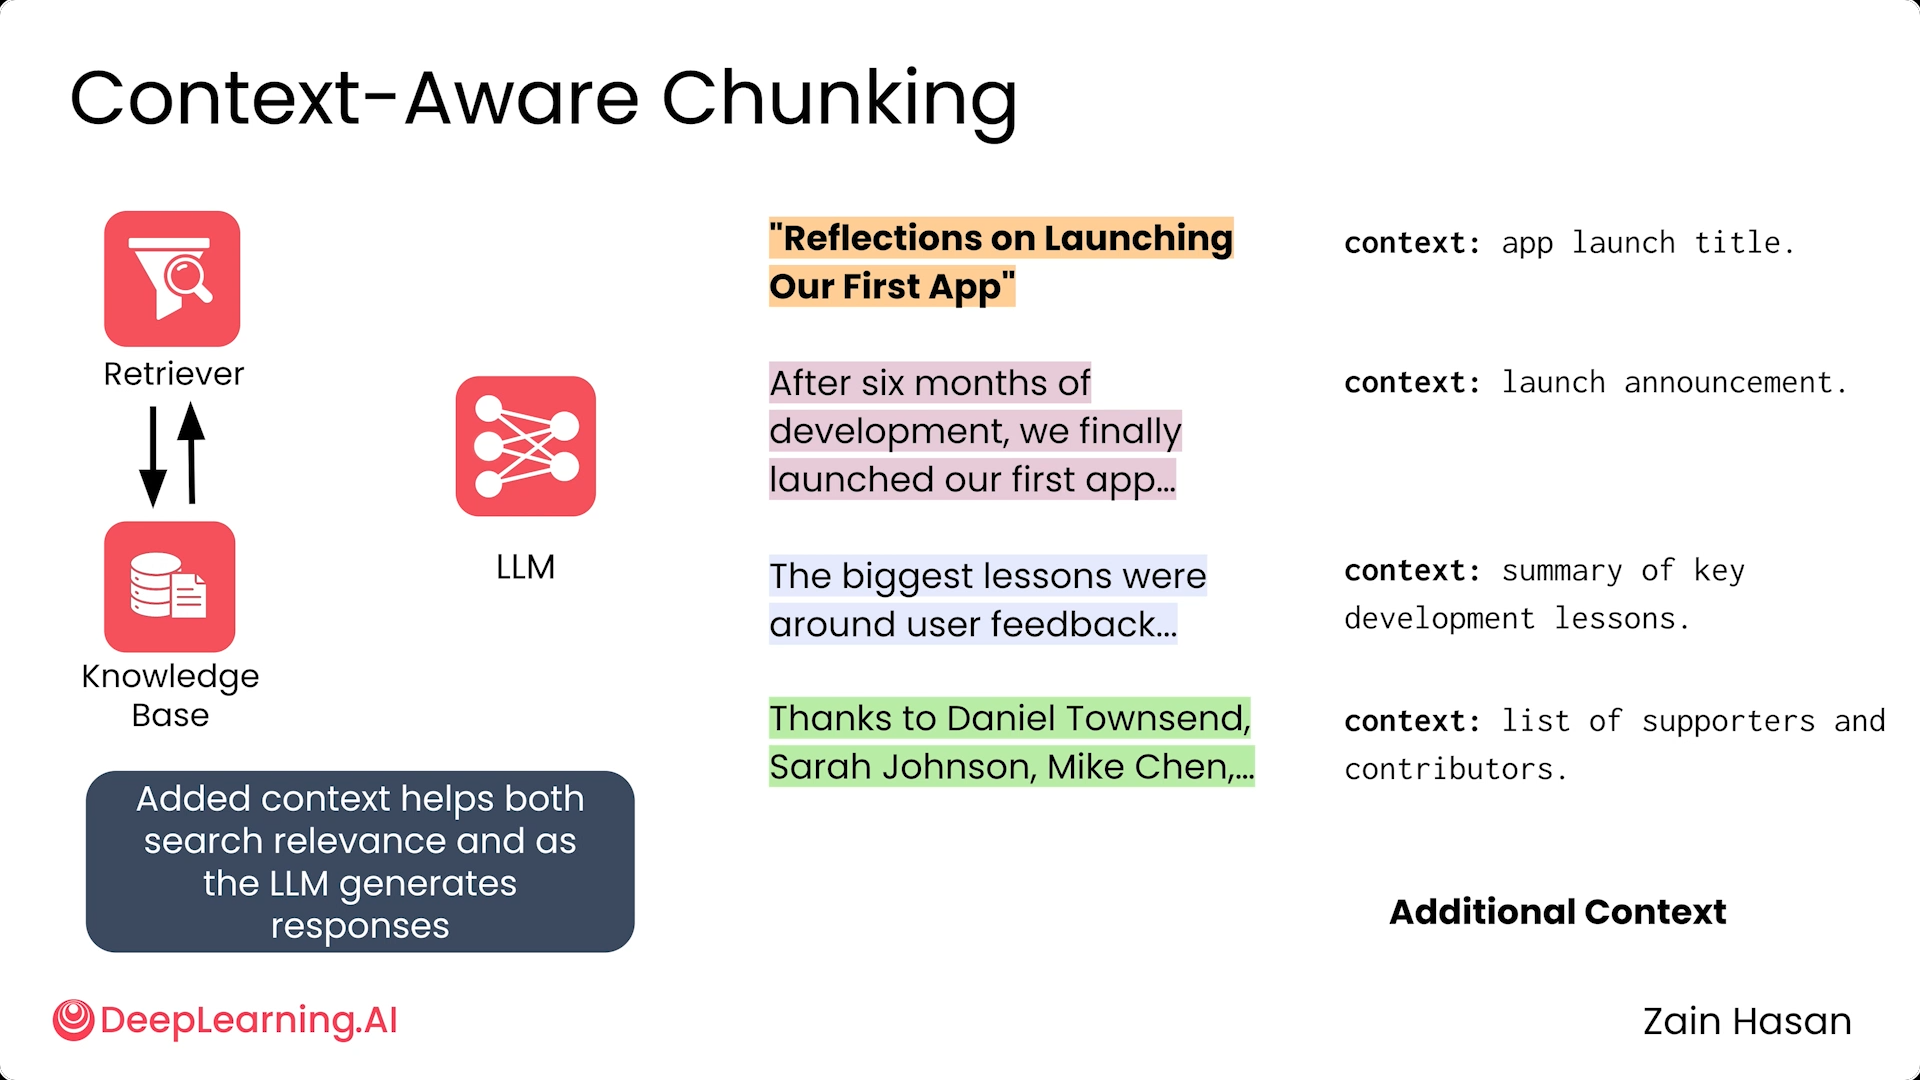 Context-Aware Chunking
Retriever
Knowledge
Base
LLM
Added context helps both
search relevance and as
the LLM generates
responses
"Reflections on Launching
Our First App"
context: app launch title.
After six months of
development, we finally
launched our first app...
context: launch announcement.
The biggest lessons were
around user feedback...
context: summary of key
development lessons.
Thanks to Daniel Townsend,
Sarah Johnson, Mike Chen,...
context: list of supporters and
contributors.
Additional Context
DeepLearning.AI
Zain Hasan